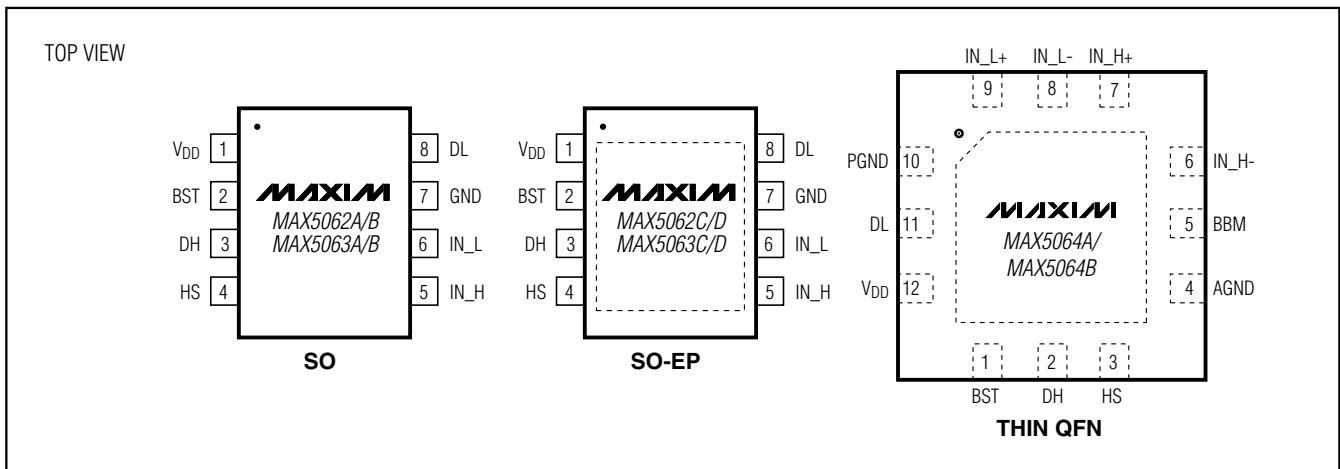 TOP VIEW
VDD 1
BST 2
DH 3
HS 4
8 DL
7 GND
6 IN_L
5 IN_H
MAXIM
MAX5062A/B
MAX5063A/B
SO
VDD 1
BST 2
DH 3
HS 4
8 DL
7 GND
6 IN_L
5 IN_H
MAXIM
MAX5062C/D
MAX5063C/D
SO-EP
IN_L+ IN_L- IN_H+
9 8 7
PGND 10
DL 11
VDD 12
6 IN_H-
5 BBM
4 AGND
MAXIM
MAX5064A/
MAX5064B
1 2 3
BST DH HS
THIN QFN